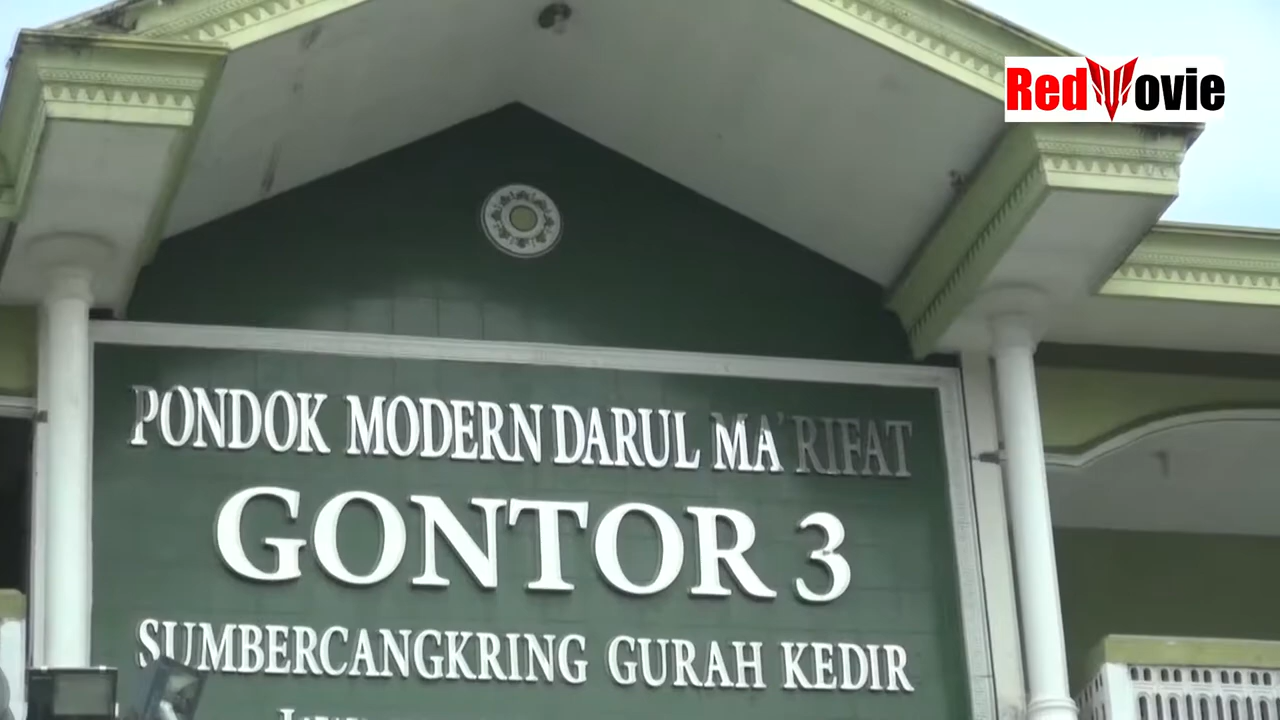 RedMovie
PONDOK MODERN DARUL MA'RIFAT
GONTOR 3
SUMBERCANGKRING GURAH KEDIR